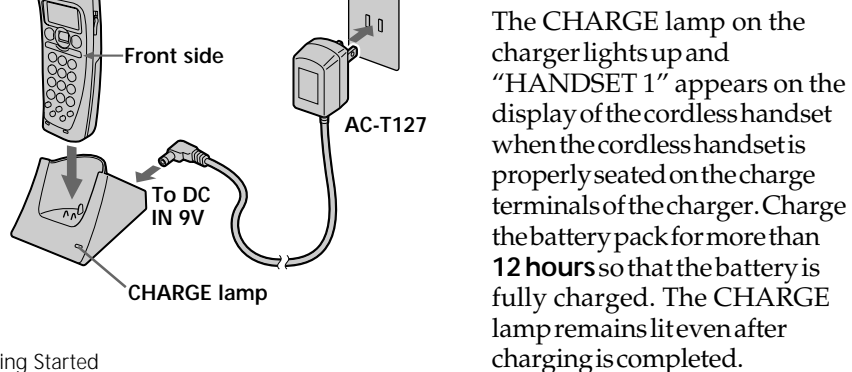 Front side
AC-T127
To DC
IN 9V
CHARGE lamp
ing Started
The CHARGE lamp on the
charger lights up and
“HANDSET 1” appears on the
display of the cordless handset
when the cordless handset is
properly seated on the charge
terminals of the charger. Charge
the battery pack for more than
12 hours so that the battery is
fully charged. The CHARGE
lamp remains lit even after
charging is completed.